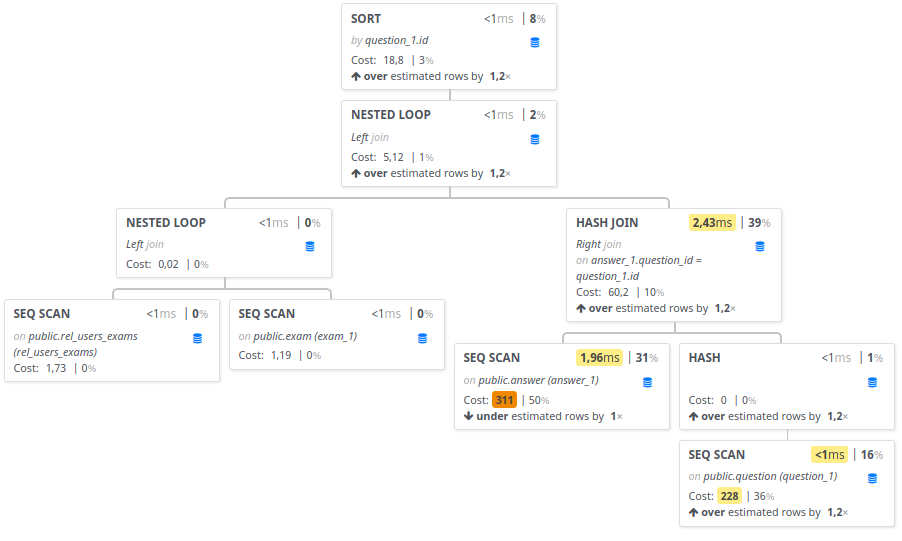 SORT <1ms | 8%
by question_1.id
Cost: 18,8 | 3%
↑ over estimated rows by 1,2×
NESTED LOOP <1ms | 2%
Left join
Cost: 5,12 | 1%
↑ over estimated rows by 1,2×
NESTED LOOP <1ms | 0%
Left join
Cost: 0,02 | 0%
HASH JOIN 2,43ms | 39%
Right join
on answer_1.question_id =
question_1.id
Cost: 60,2 | 10%
↑ over estimated rows by 1,2×
SEQ SCAN <1ms | 0%
on public.rel_users_exams
(rel_users_exams)
Cost: 1,73 | 0%
SEQ SCAN <1ms | 0%
on public.exam (exam_1)
Cost: 1,19 | 0%
SEQ SCAN 1,96ms | 31%
on public.answer (answer_1)
Cost: 311 | 50%
↓ under estimated rows by 1×
HASH <1ms | 1%
Cost: 0 | 0%
↑ over estimated rows by 1,2×
SEQ SCAN <1ms | 16%
on public.question (question_1)
Cost: 228 | 36%
↑ over estimated rows by 1,2×